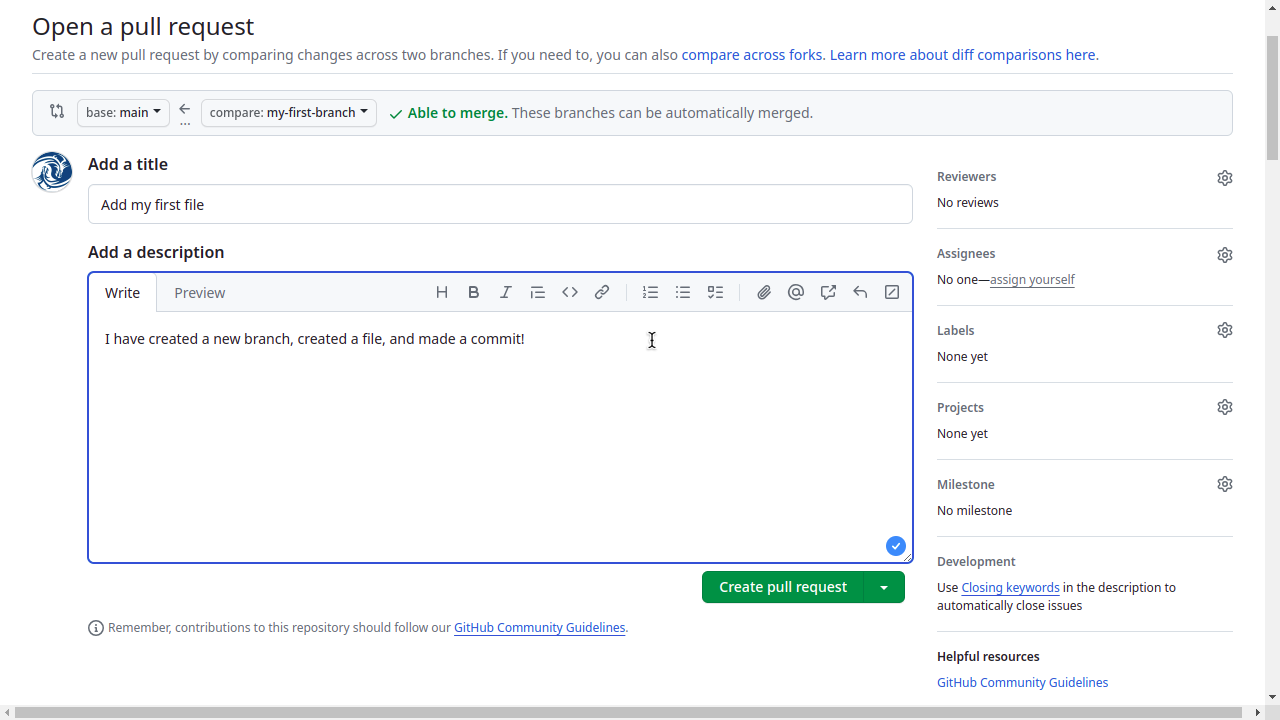 Open a pull request
Create a new pull request by comparing changes across two branches. If you need to, you can also compare across forks. Learn more about diff comparisons here.
base: main ... compare: my-first-branch Able to merge. These branches can be automatically merged.
Add a title
Add my first file
Add a description
Write Preview
I have created a new branch, created a file, and made a commit!
Create pull request
Remember, contributions to this repository should follow our GitHub Community Guidelines.
Reviewers
No reviews
Assignees
No one—assign yourself
Labels
None yet
Projects
None yet
Milestone
No milestone
Development
Use Closing keywords in the description to
automatically close issues
Helpful resources
GitHub Community Guidelines